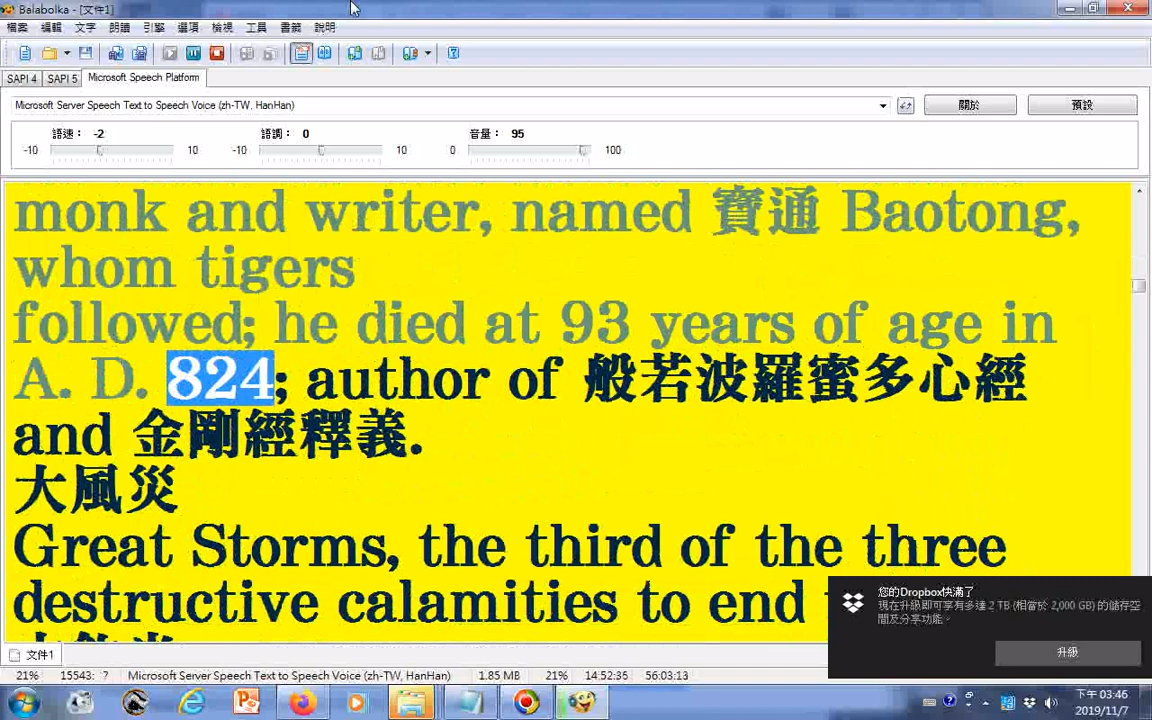 Balabolka - [文件1]
檔案 編輯 文字 朗讀 引擎 選項 檢視 工具 書籤 說明
SAPI 4 SAPI 5 Microsoft Speech Platform
Microsoft Server Speech Text to Speech Voice (zh-TW, HanHan)
關於
預設
語速： -2
語調： 0
音量： 95
-10 10 -10 10 0 100
monk and writer, named 寶通 Baotong,
whom tigers
followed; he died at 93 years of age in
A. D. 824; author of 般若波羅蜜多心經
and 金剛經釋義.
大風災
Great Storms, the third of the three
destructive calamities to end
您的Dropbox快滿了
現在升級即可享有多達 2 TB (相當於 2,000 GB) 的儲存空
間及分享功能。
升級
文件1
21% 15543: ? Microsoft Server Speech Text to Speech Voice (zh-TW, HanHan) 1.85 MB 21% 14:52:35 56:03:13
下午 03:46
2019/11/7